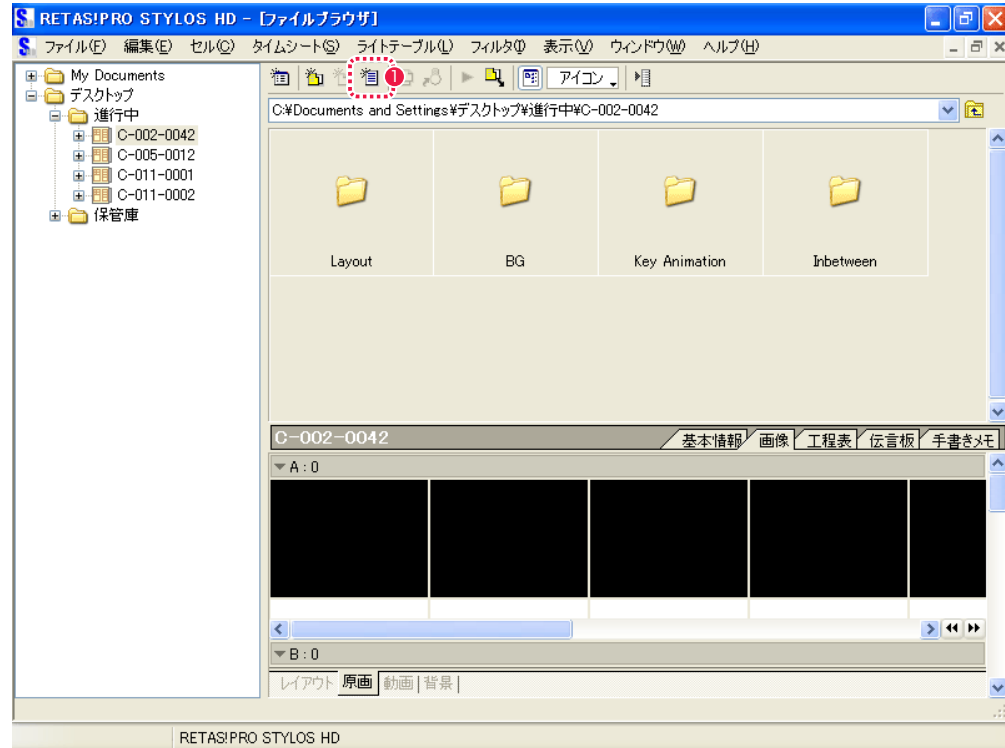 RETAS!PRO STYLOS HD - [ファイルブラウザ]
ファイル(F) 編集(E) セル(C) タイムシート(S) ライトテーブル(L) フィルタ(I) 表示(V) ウィンドウ(W) ヘルプ(H)
My Documents
デスクトップ
進行中
C-002-0042
C-005-0012
C-011-0001
C-011-0002
保管庫
1 アイコン
C:¥Documents and Settings¥デスクトップ¥進行中¥C-002-0042
Layout BG Key Animation Inbetween
C-002-0042 基本情報 画像 工程表 伝言板 手書きメモ
A : 0
B : 0
レイアウト 原画 動画 背景
RETAS!PRO STYLOS HD